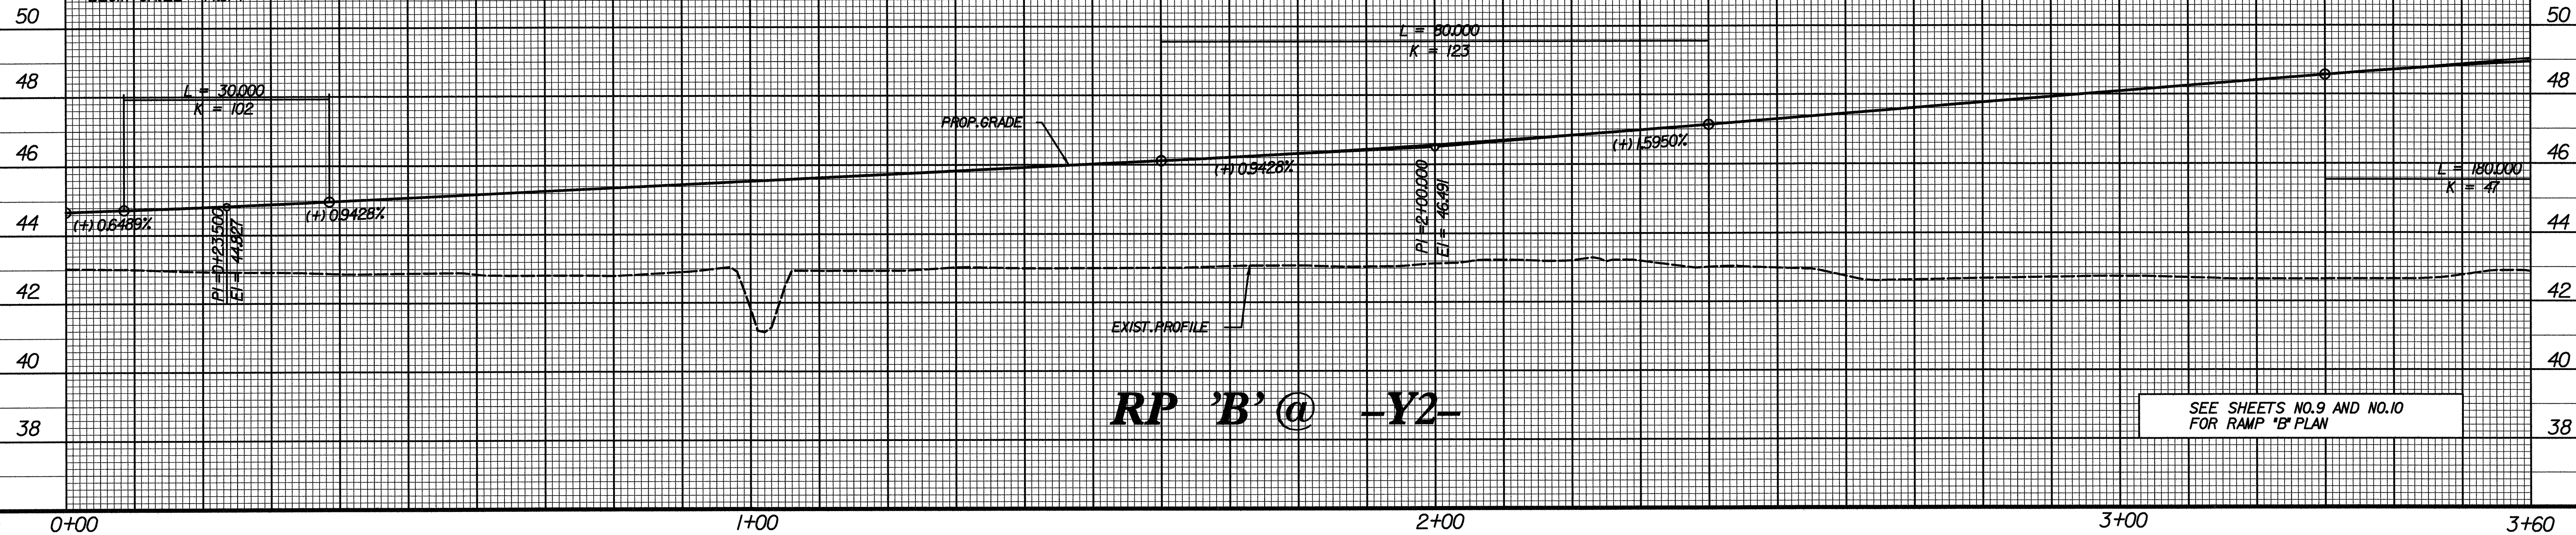 50
48
46
44
42
40
38
L = 30.000
K = 102
(+) 0.6489%
PI = 0+23.500
El = 44.827
(+) 0.9428%
PROP. GRADE
L = 80.000
K = 123
(+) 0.9428%
PI = 2+00.000
El = 46.491
(+) 1.5950%
L = 180.000
K = 47
EXIST. PROFILE
RP 'B' @ -Y2-
SEE SHEETS NO. 9 AND NO. 10
FOR RAMP "B" PLAN
50
48
46
44
42
40
38
0+00
1+00
2+00
3+00
3+60